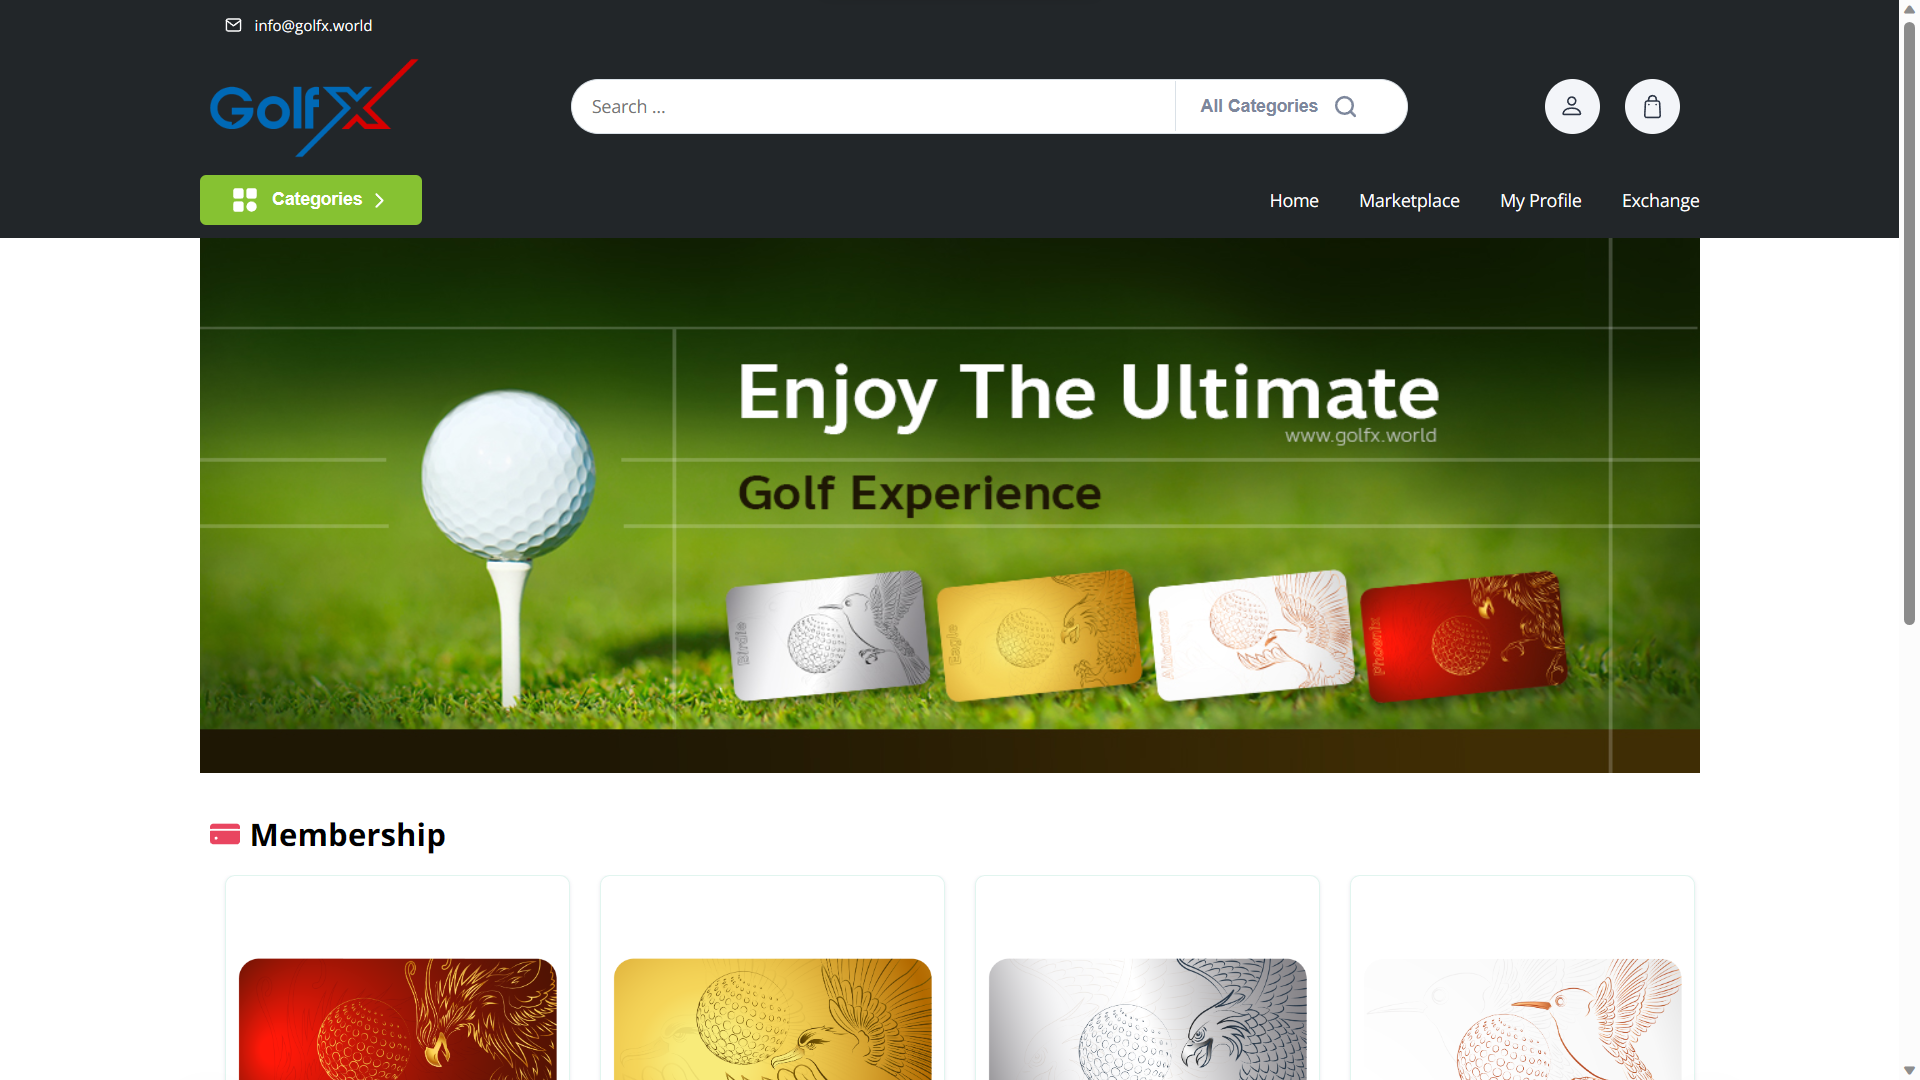 info@golfx.world
GolfX
Search ...
All Categories
Categories
Home
Marketplace
My Profile
Exchange
Enjoy The Ultimate
www.golfx.world
Golf Experience
Birdie
Eagle
Albatross
Phoenix
Membership